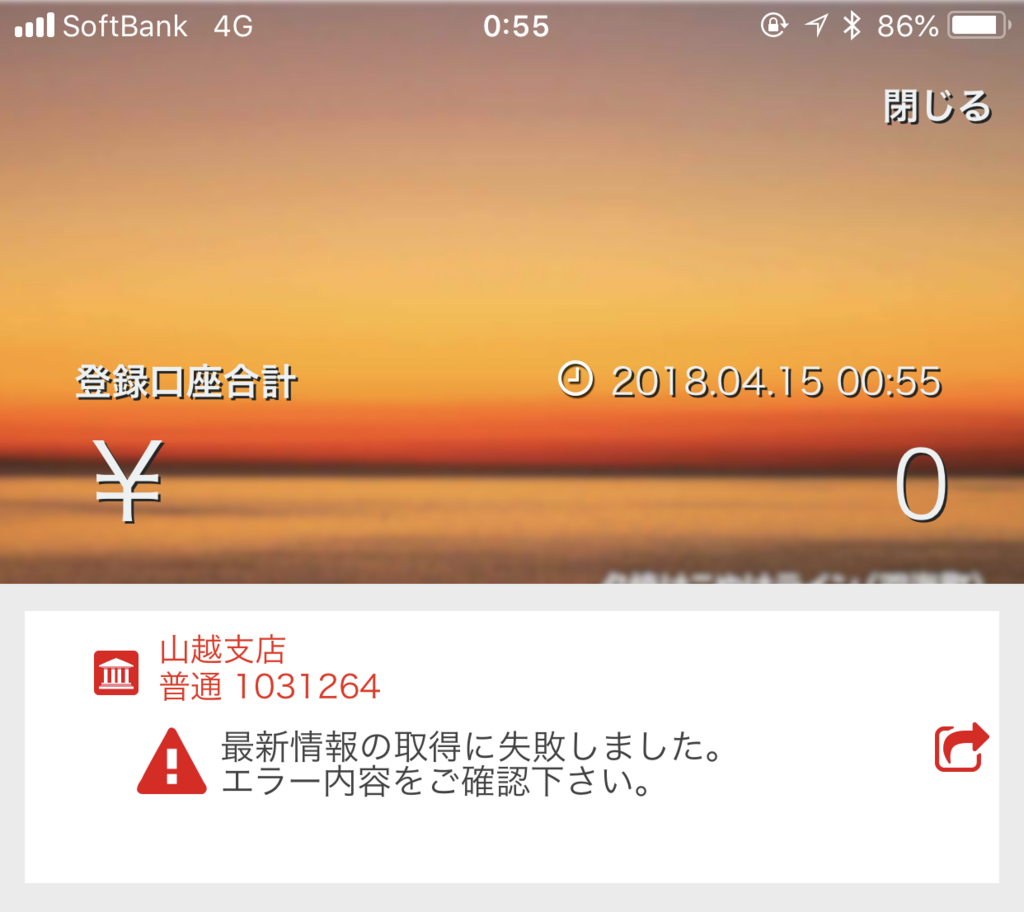 SoftBank 4G 0:55 86%
閉じる
登録口座合計 2018.04.15 00:55
¥ 0
山越支店
普通 1031264
最新情報の取得に失敗しました。
エラー内容をご確認下さい。